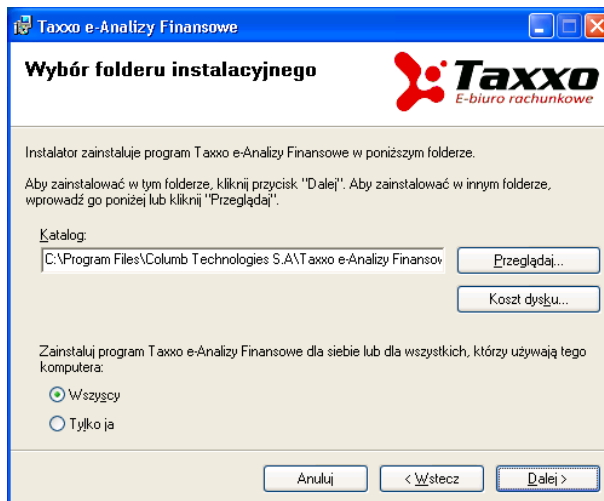 Taxxo e-Analizy Finansowe
Wybór folderu instalacyjnego
Taxxo
E-biuro rachunkowe
Instalator zainstaluje program Taxxo e-Analizy Finansowe w poniższym folderze.
Aby zainstalować w tym folderze, kliknij przycisk "Dalej". Aby zainstalować w innym folderze,
wprowadź go poniżej lub kliknij "Przeglądaj".
Katalog:
C:\Program Files\Columb Technologies S.A\Taxxo e-Analizy Finansow
Przeglądaj...
Koszt dysku...
Zainstaluj program Taxxo e-Analizy Finansowe dla siebie lub dla wszystkich, którzy używają tego
komputera:
Wszyscy
Tylko ja
Anuluj
< Wstecz
Dalej >